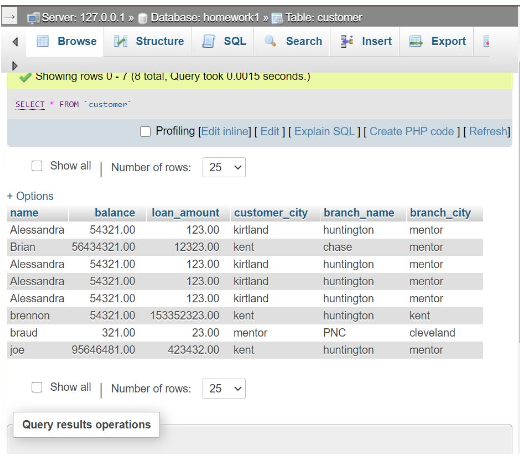 Server: 127.0.0.1 » Database: homework1 » Table: customer
Browse Structure SQL Search Insert Export
Showing rows 0 - 7 (8 total, Query took 0.0015 seconds.)
SELECT * FROM `customer`
Profiling [Edit inline] [ Edit ] [ Explain SQL ] [ Create PHP code ] [ Refresh]
Show all | Number of rows: 25
+ Options
name balance loan_amount customer_city branch_name branch_city
Alessandra 54321.00 123.00 kirtland huntington mentor
Brian 56434321.00 12323.00 kent chase mentor
Alessandra 54321.00 123.00 kirtland huntington mentor
Alessandra 54321.00 123.00 kirtland huntington mentor
Alessandra 54321.00 123.00 kirtland huntington mentor
brennon 54321.00 153352323.00 kent huntington kent
braud 321.00 23.00 mentor PNC cleveland
joe 95646481.00 423432.00 kent huntington mentor
Show all | Number of rows: 25
Query results operations